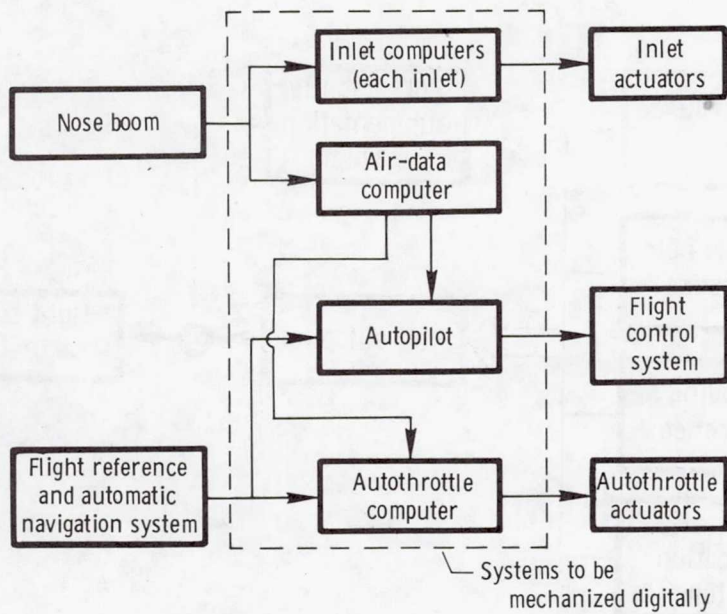 Inlet computers
(each inlet)
Inlet
actuators
Nose boom
Air-data
computer
Autopilot
Flight
control
system
Flight reference
and automatic
navigation system
Autothrottle
computer
Autothrottle
actuators
Systems to be
mechanized digitally